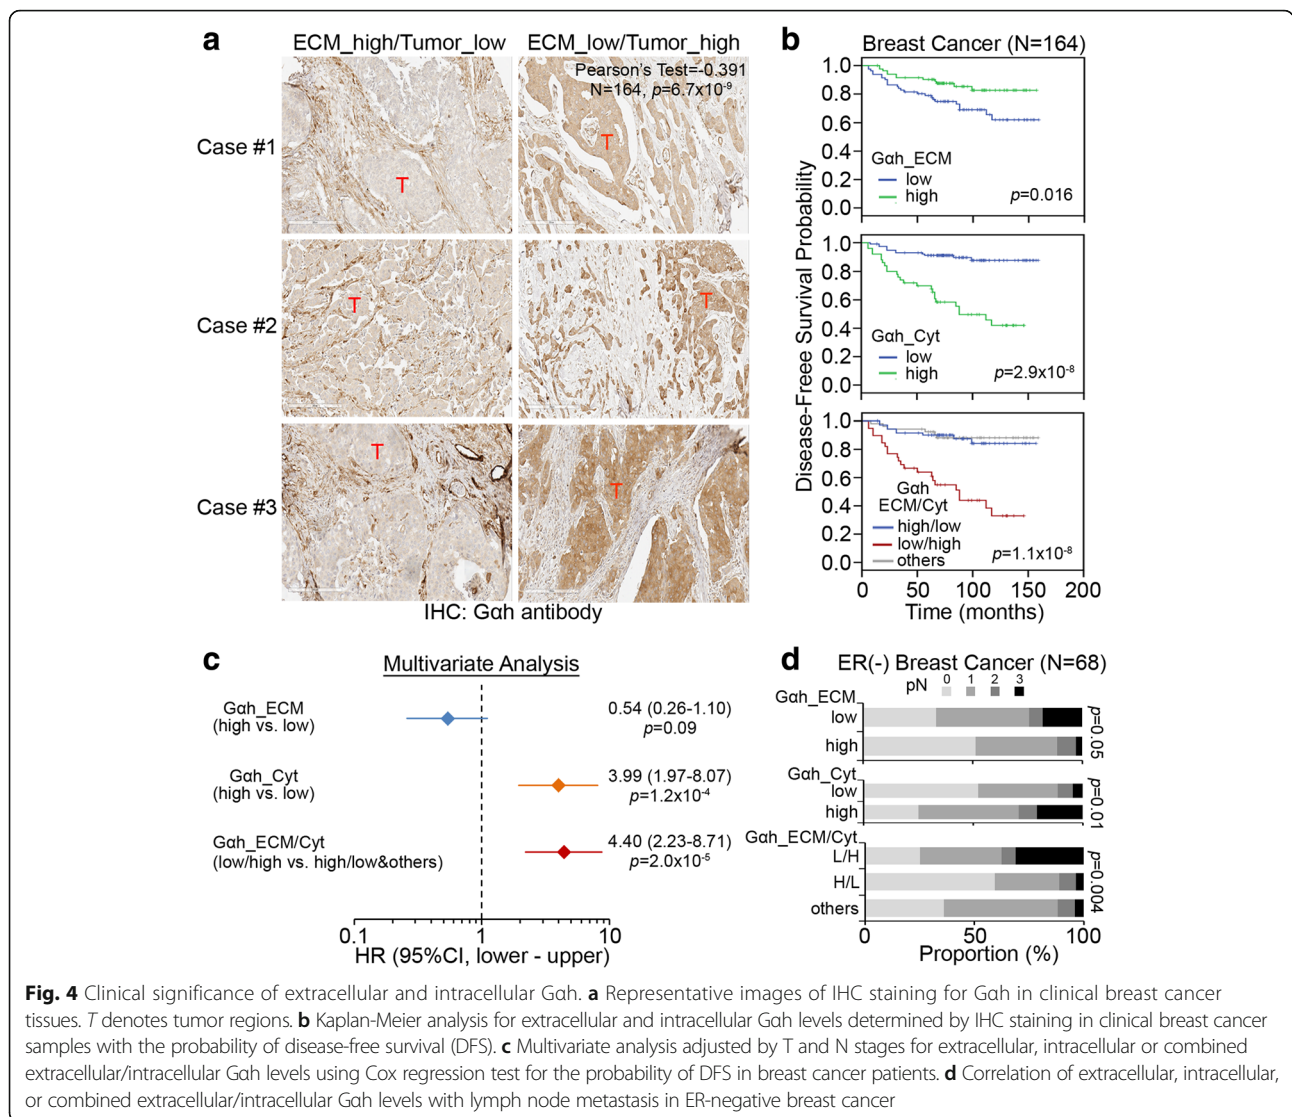 a
ECM_high/Tumor_low
ECM_low/Tumor_high
Pearson's Test=-0.391
N=164, p=6.7x10⁻⁹
Case #1
T
T
Case #2
T
T
Case #3
T
T
IHC: Gαh antibody
b
Breast Cancer (N=164)
Disease-Freee Survival Probability
1.0
0.8
0.6
0.4
0.2
0.0
Gαh_ECM
low
high
p=0.016
1.0
0.8
0.6
0.4
0.2
0.0
Gαh_Cyt
low
high
p=2.9x10⁻⁸
1.0
0.8
0.6
0.4
0.2
0.0
Gαh
ECM/Cyt
high/low
low/high
others
p=1.1x10⁻⁸
0 50 100 150 200
Time (months)
c
Multivariate Analysis
Gαh_ECM
(high vs. low)
0.54 (0.26-1.10)
p=0.09
Gαh_Cyt
(high vs. low)
3.99 (1.97-8.07)
p=1.2x10⁻⁴
Gαh_ECM/Cyt
(low/high vs. high/low&others)
4.40 (2.23-8.71)
p=2.0x10⁻⁵
0.1 1 10
HR (95%CI, lower - upper)
d
ER(-) Breast Cancer (N=68)
pN 0 1 2 3
Gαh_ECM
low
high
p=0.05
Gαh_Cyt
low
high
p=0.01
Gαh_ECM/Cyt
L/H
H/L
others
p=0.004
0 50 100
Proportion (%)
Fig. 4 Clinical significance of extracellular and intracellular Gαh. a Representative images of IHC staining for Gαh in clinical breast cancer
tissues. T denotes tumor regions. b Kaplan-Meier analysis for extracellular and intracellular Gαh levels determined by IHC staining in clinical breast cancer
samples with the probability of disease-free survival (DFS). c Multivariate analysis adjusted by T and N stages for extracellular, intracellular or combined
extracellular/intracellular Gαh levels using Cox regression test for the probability of DFS in breast cancer patients. d Correlation of extracellular, intracellular,
or combined extracellular/intracellular Gαh levels with lymph node metastasis in ER-negative breast cancer